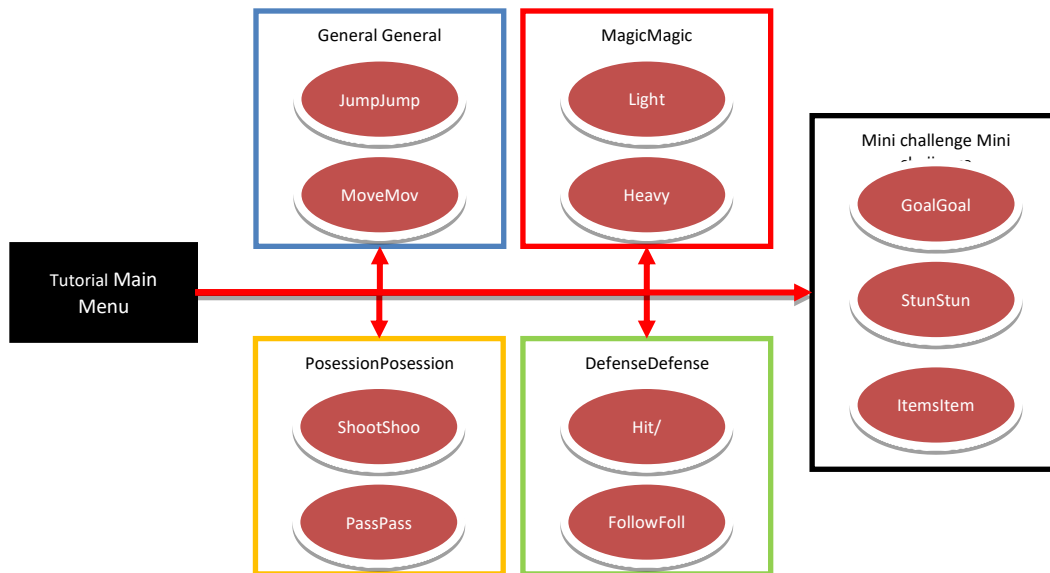 General General
JumpJump
MoveMov
MagicMagic
Light
Heavy
Mini challenge Mini
GoalGoal
StunStun
ItemsItem
Tutorial Main
Menu
PosessionPosession
ShootShoo
PassPass
DefenseDefense
Hit/
FollowFoll